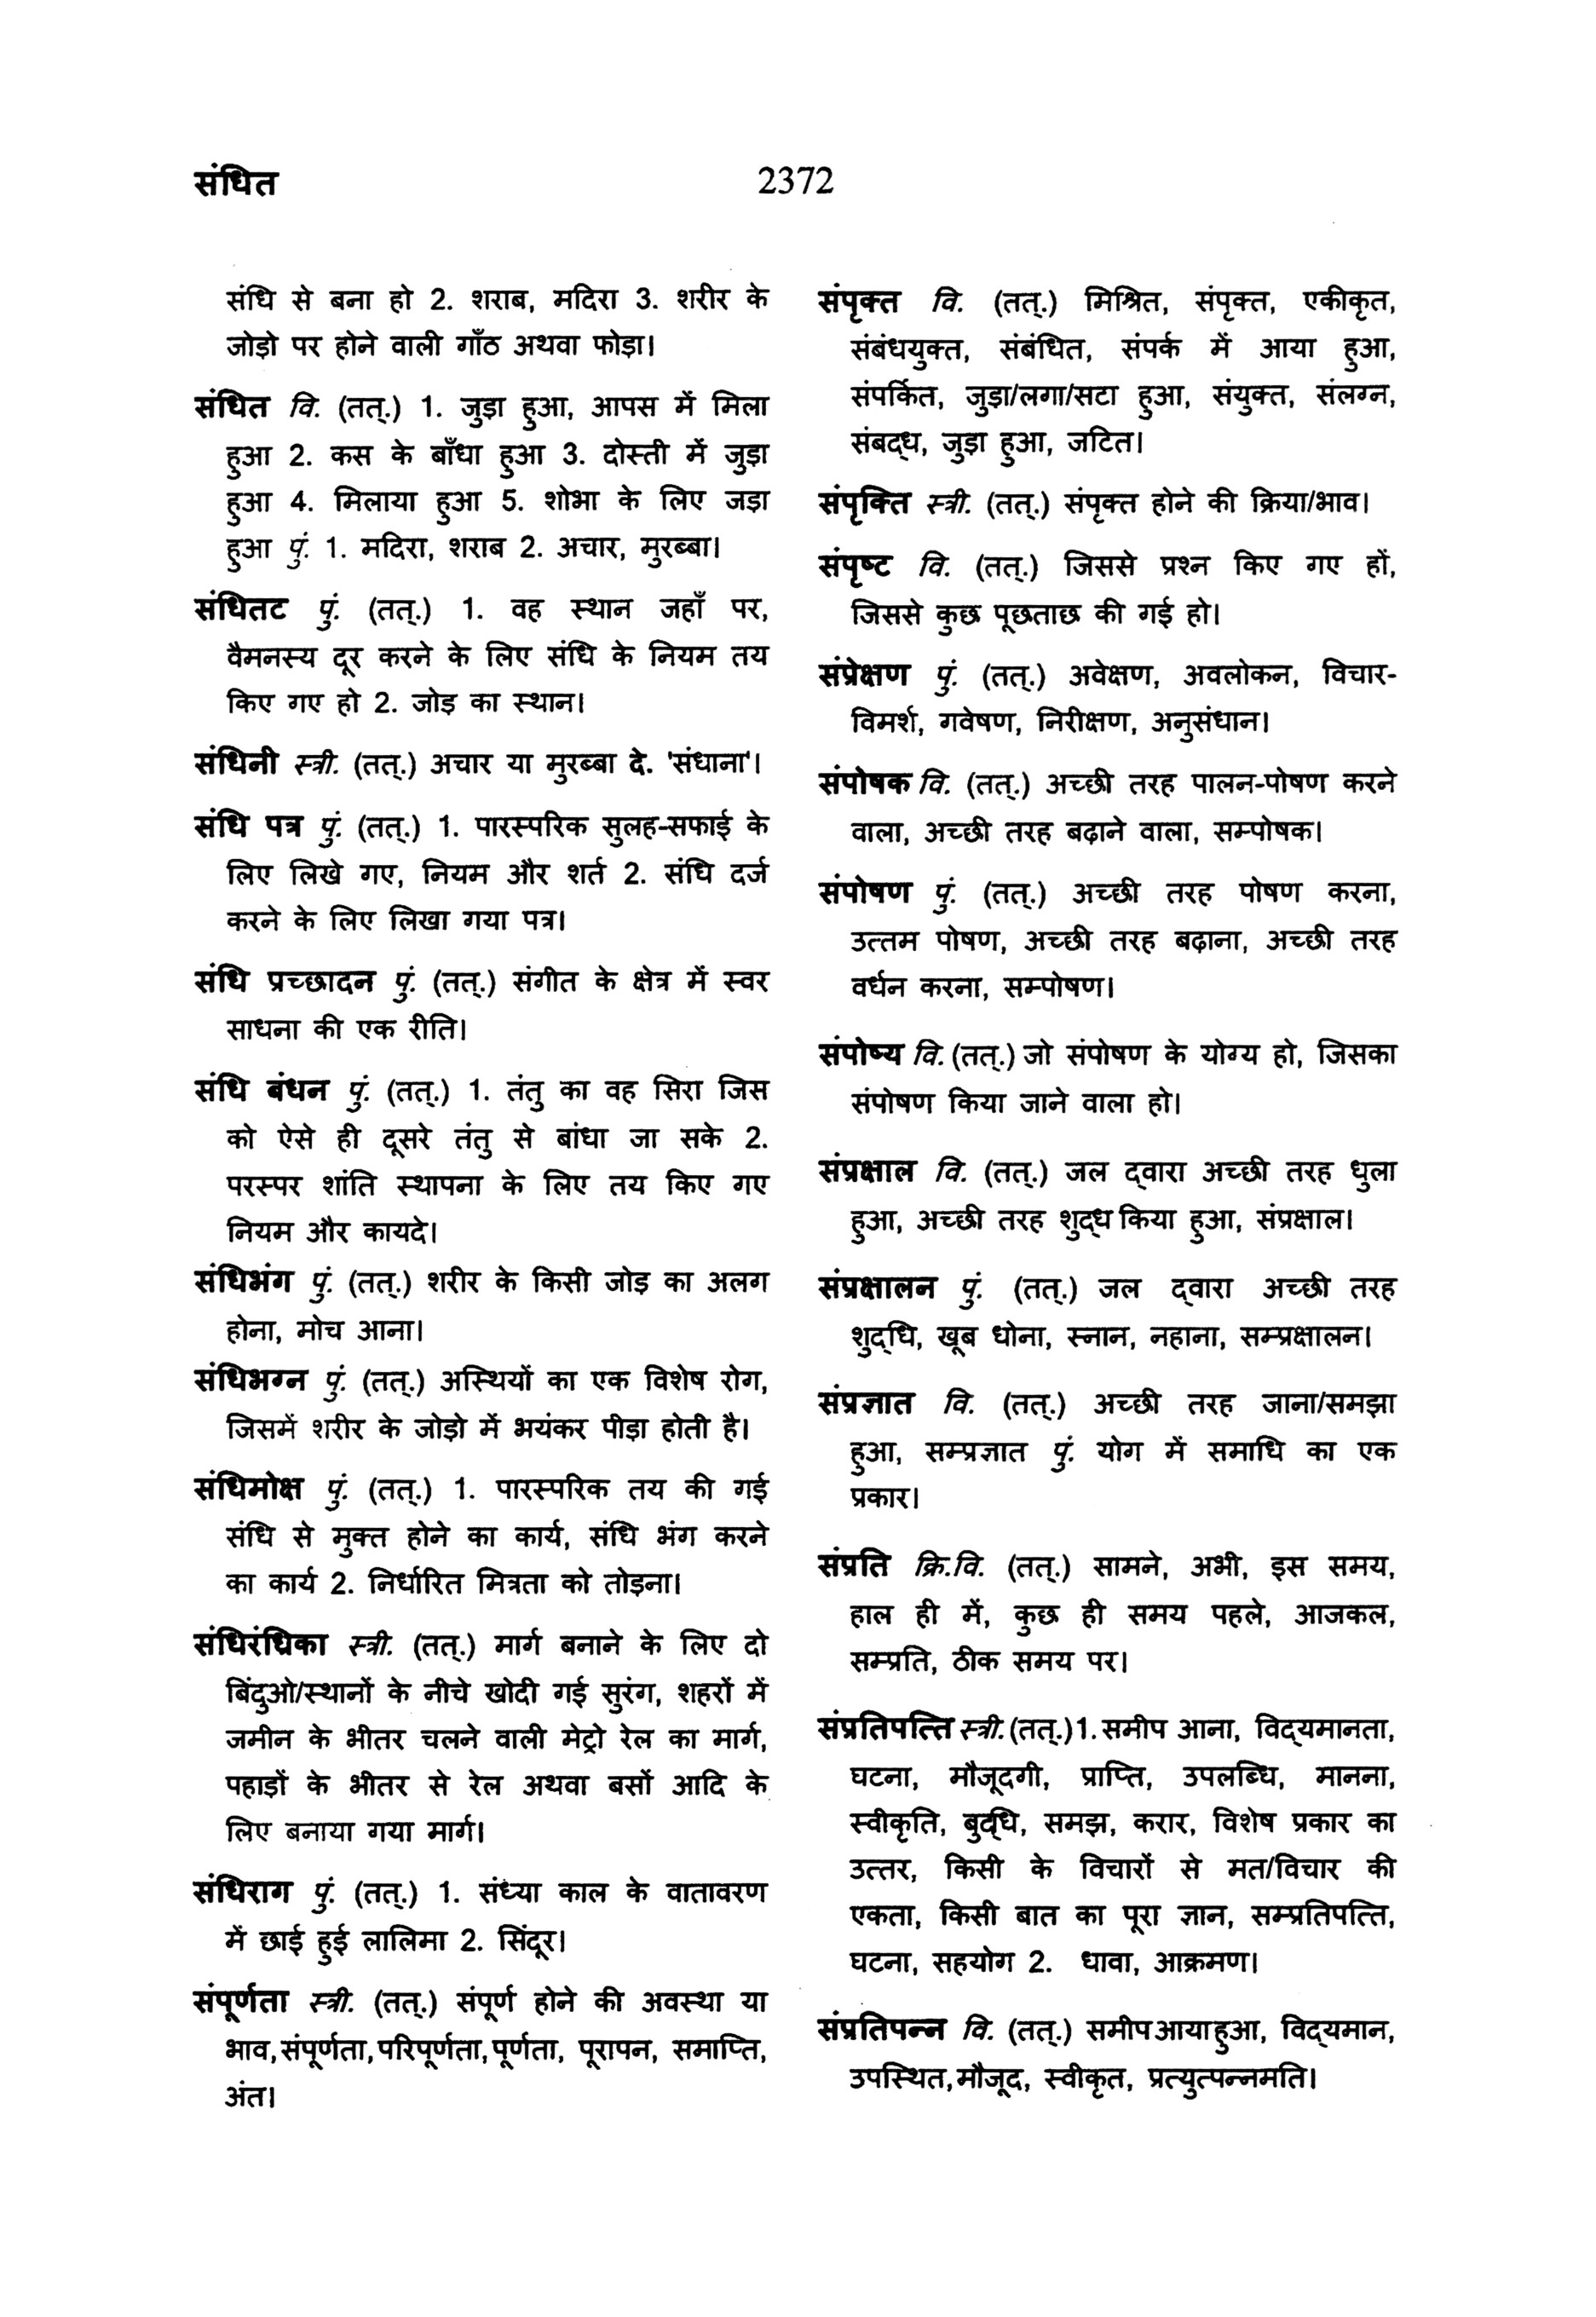 संधित
2372
संधि से बना हो 2. शराब, मदिरा 3. शरीर के
जोड़ो पर होने वाली गाँठ अथवा फोड़ा।
संधित वि. (तत्.) 1. जुड़ा हुआ, आपस में मिला
हुआ 2. कस के बाँधा हुआ 3. दोस्ती में जुड़ा
हुआ 4. मिलाया हुआ 5. शोभा के लिए जड़ा
हुआ पुं. 1. मदिरा, शराब 2. अचार, मुरब्बा।
संधितट पुं. (तत्.) 1. वह स्थान जहाँ पर,
वैमनस्य दूर करने के लिए संधि के नियम तय
किए गए हो 2. जोड़ का स्थान।
संधिनी स्त्री. (तत्.) अचार या मुरब्बा दे. 'संधाना'।
संधि पत्र पुं. (तत्.) 1. पारस्परिक सुलह-सफाई के
लिए लिखे गए, नियम और शर्त 2. संधि दर्ज
करने के लिए लिखा गया पत्र।
संधि प्रच्छादन पुं. (तत्.) संगीत के क्षेत्र में स्वर
साधना की एक रीति।
संधि बंधन पुं. (तत्.) 1. तंतु का वह सिरा जिस
को ऐसे ही दूसरे तंतु से बांधा जा सके 2.
परस्पर शांति स्थापना के लिए तय किए गए
नियम और कायदे।
संधिभंग पुं. (तत्.) शरीर के किसी जोड़ का अलग
होना, मोच आना।
संधिभग्न पुं. (तत्.) अस्थियों का एक विशेष रोग,
जिसमें शरीर के जोड़ो में भयंकर पीड़ा होती है।
संधिमोक्ष पुं. (तत्.) 1. पारस्परिक तय की गई
संधि से मुक्त होने का कार्य, संधि भंग करने
का कार्य 2. निर्धारित मित्रता को तोड़ना।
संधिरंध्रिका स्त्री. (तत्.) मार्ग बनाने के लिए दो
बिंदुओ/स्थानों के नीचे खोदी गई सुरंग, शहरों में
जमीन के भीतर चलने वाली मेट्रो रेल का मार्ग,
पहाड़ों के भीतर से रेल अथवा बसों आदि के
लिए बनाया गया मार्ग।
संधिराग पुं. (तत्.) 1. संध्या काल के वातावरण
में छाई हुई लालिमा 2. सिंदूर।
संपूर्णता स्त्री. (तत्.) संपूर्ण होने की अवस्था या
भाव, संपूर्णता, परिपूर्णता, पूर्णता, पूरापन, समाप्ति,
अंत।
संपृक्त वि. (तत्.) मिश्रित, संपृक्त, एकीकृत,
संबंधयुक्त, संबंधित, संपर्क में आया हुआ,
संपर्कित, जुड़ा/लगा/सटा हुआ, संयुक्त, संलग्न,
संबद्ध, जुड़ा हुआ, जटित।
संपृक्ति स्त्री. (तत्.) संपृक्त होने की क्रिया/भाव।
संपृष्ट वि. (तत्.) जिससे प्रश्न किए गए हों,
जिससे कुछ पूछताछ की गई हो।
संप्रेक्षण पुं. (तत्.) अवेक्षण, अवलोकन, विचार-
विमर्श, गवेषण, निरीक्षण, अनुसंधान।
संपोषक वि. (तत्.) अच्छी तरह पालन-पोषण करने
वाला, अच्छी तरह बढ़ाने वाला, सम्पोषक।
संपोषण पुं. (तत्.) अच्छी तरह पोषण करना,
उत्तम पोषण, अच्छी तरह बढ़ाना, अच्छी तरह
वर्धन करना, सम्पोषण।
संपोष्य वि. (तत्.) जो संपोषण के योग्य हो, जिसका
संपोषण किया जाने वाला हो।
संप्रक्षाल वि. (तत्.) जल द्वारा अच्छी तरह धुला
हुआ, अच्छी तरह शुद्ध किया हुआ, संप्रक्षाल।
संप्रक्षालन पुं. (तत्.) जल द्वारा अच्छी तरह
शुद्धि, खूब धोना, स्नान, नहाना, सम्प्रक्षालन।
संप्रज्ञात वि. (तत्.) अच्छी तरह जाना/समझा
हुआ, सम्प्रज्ञात पुं. योग में समाधि का एक
प्रकार।
संप्रति क्रि.वि. (तत्.) सामने, अभी, इस समय,
हाल ही में, कुछ ही समय पहले, आजकल,
सम्प्रति, ठीक समय पर।
संप्रतिपत्ति स्त्री. (तत्.) 1. समीप आना, विद्यमानता,
घटना, मौजूदगी, प्राप्ति, उपलब्धि, मानना,
स्वीकृति, बुद्धि, समझ, करार, विशेष प्रकार का
उत्तर, किसी के विचारों से मत/विचार की
एकता, किसी बात का पूरा ज्ञान, सम्प्रतिपत्ति,
घटना, सहयोग 2. धावा, आक्रमण।
संप्रतिपन्न वि. (तत्.) समीप आया हुआ, विद्यमान,
उपस्थित, मौजूद, स्वीकृत, प्रत्युत्पन्नमति।